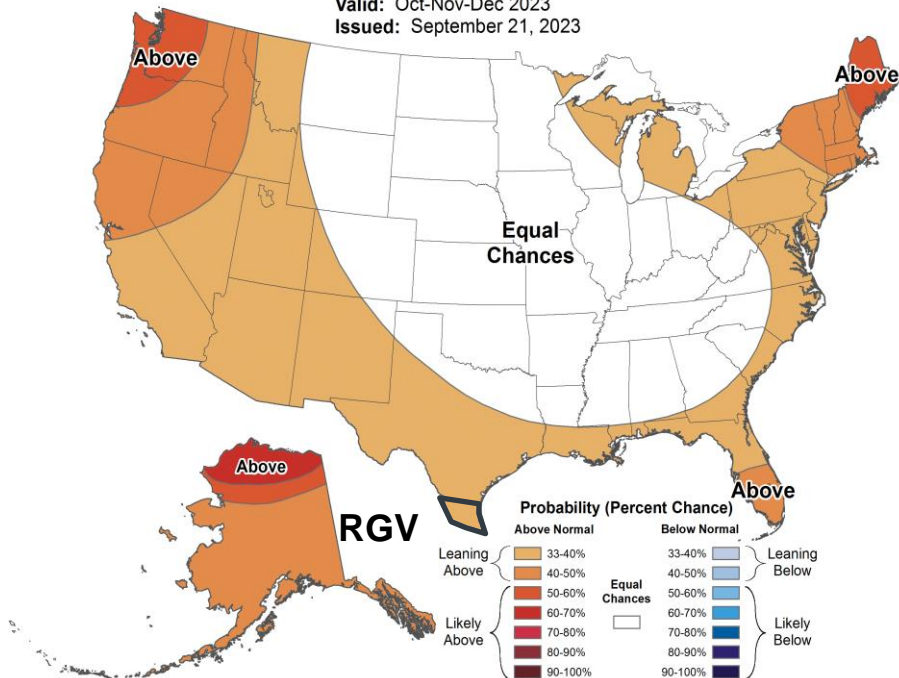 Valid: Oct-Nov-Dec 2023
Issued: September 21, 2023
Above
Above
Equal
Chances
Above
Above
RGV
Probability (Percent Chance)
Above Normal
Below Normal
Leaning
Above
33-40%
40-50%
50-60%
60-70%
70-80%
80-90%
90-100%
Likely
Above
Equal
Chances
33-40%
40-50%
50-60%
60-70%
70-80%
80-90%
90-100%
Leaning
Below
Likely
Below